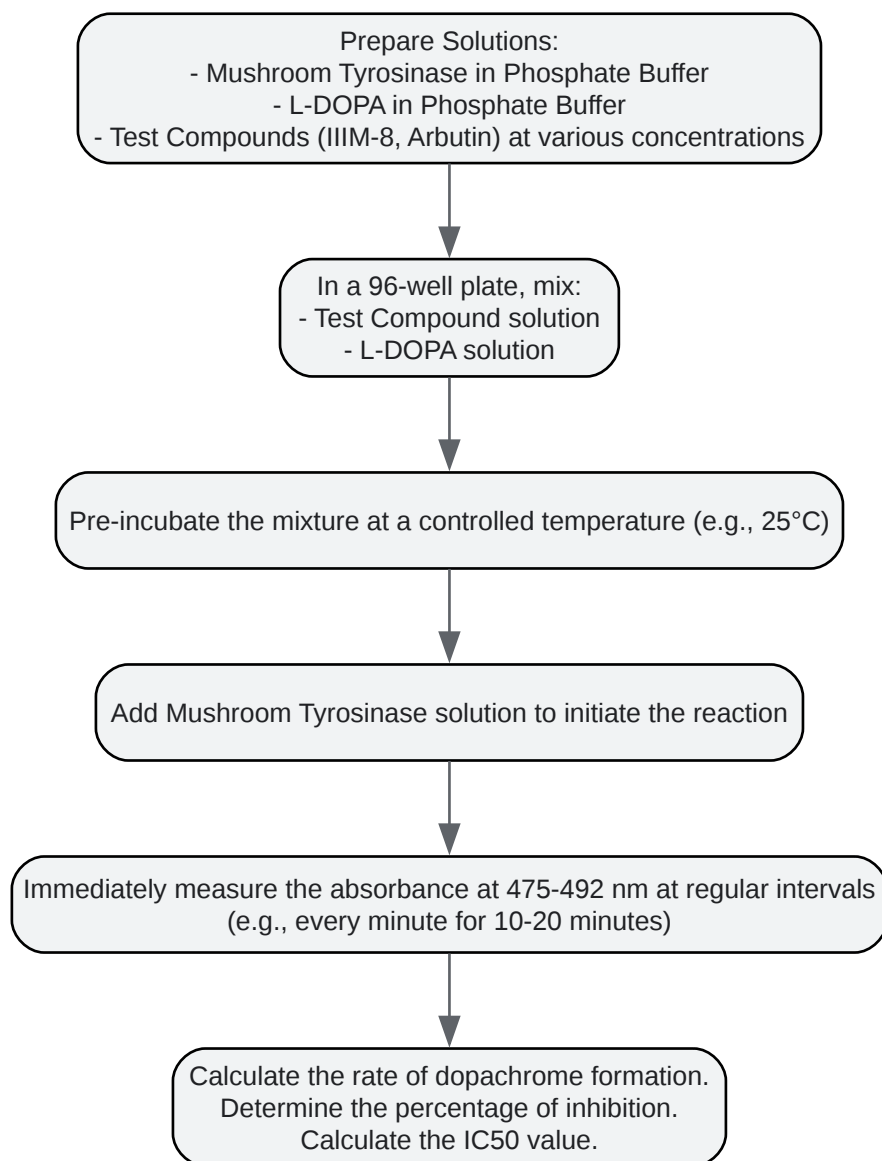 Prepare Solutions:
- Mushroom Tyrosinase in Phosphate Buffer
- L-DOPA in Phosphate Buffer
- Test Compounds (IIIM-8, Arbutin) at various concentrations
In a 96-well plate, mix:
- Test Compound solution
- L-DOPA solution
Pre-incubate the mixture at a controlled temperature (e.g., 25°C)
Add Mushroom Tyrosinase solution to initiate the reaction
Immediately measure the absorbance at 475-492 nm at regular intervals
(e.g., every minute for 10-20 minutes)
Calculate the rate of dopachrome formation.
Determine the percentage of inhibition.
Calculate the IC50 value.